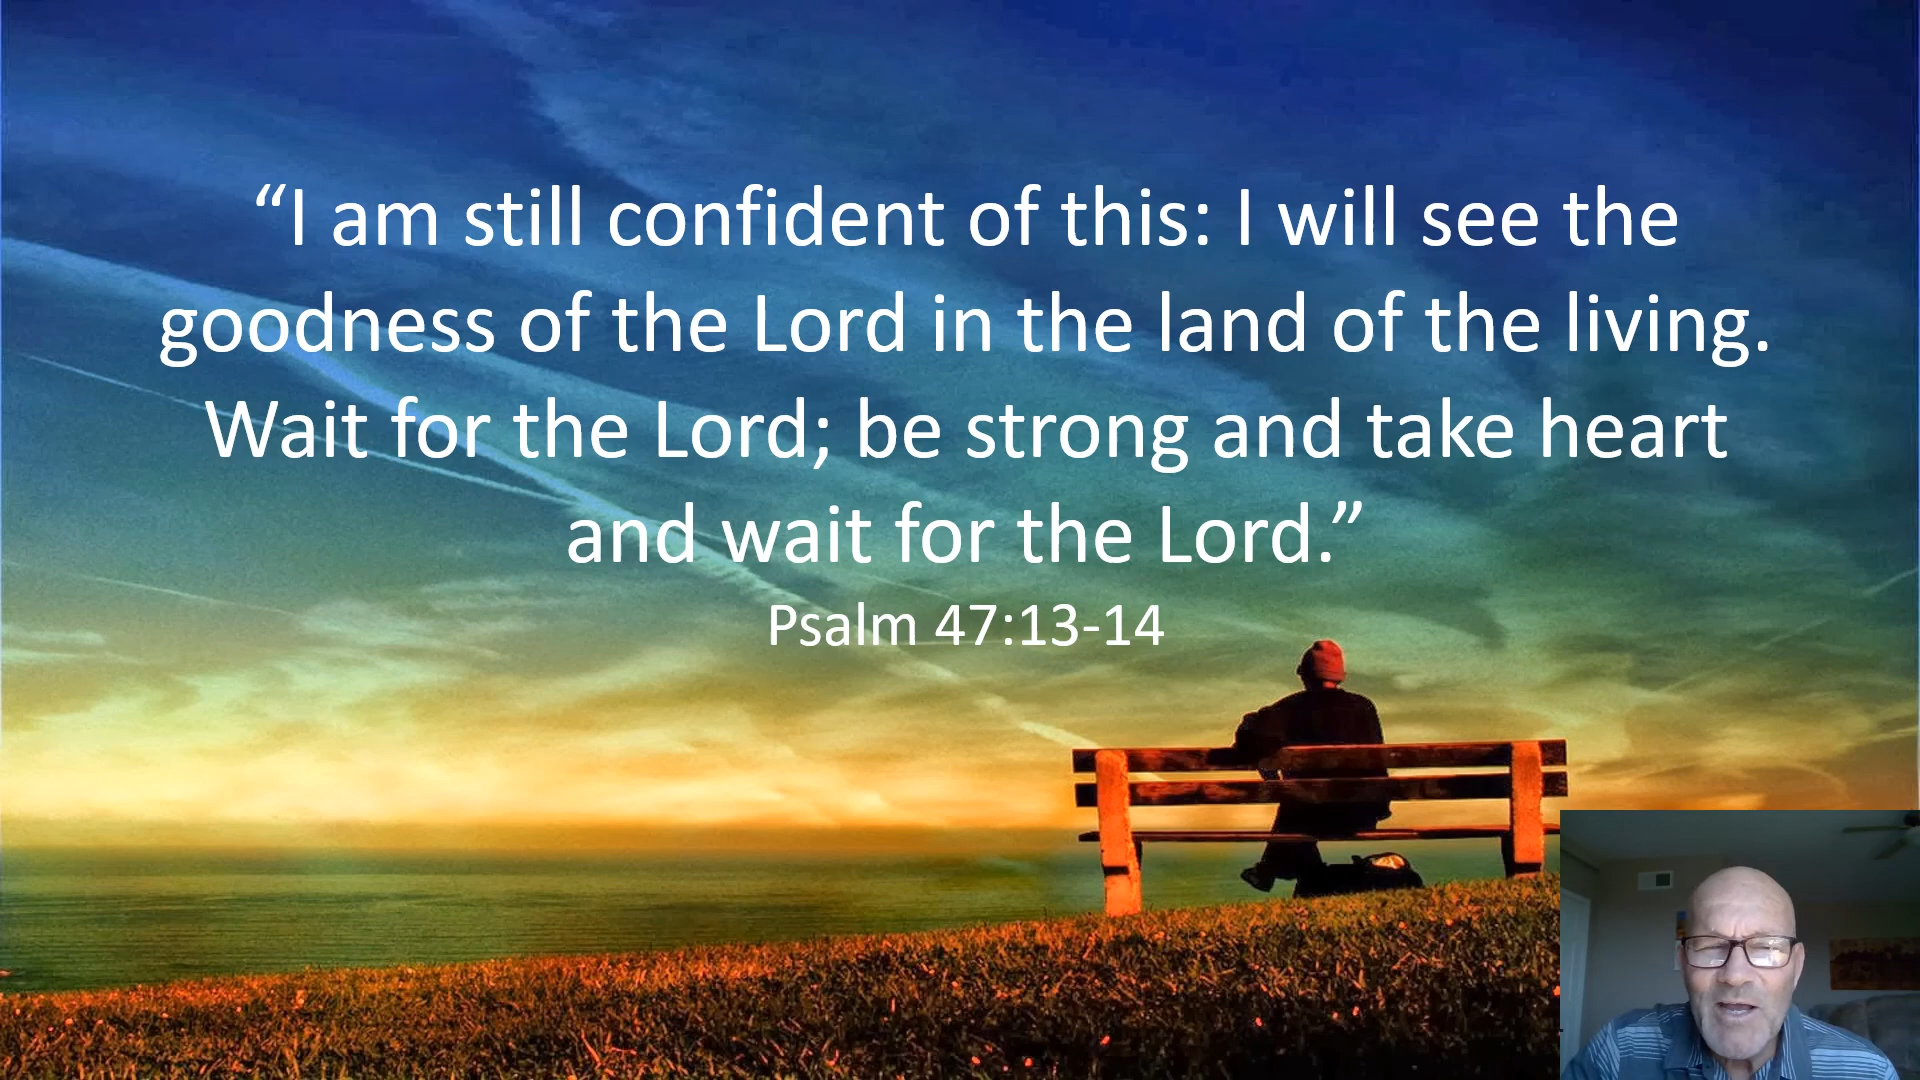 “I am still confident of this: I will see the
goodness of the Lord in the land of the living.
Wait for the Lord; be strong and take heart
and wait for the Lord.”
Psalm 47:13-14